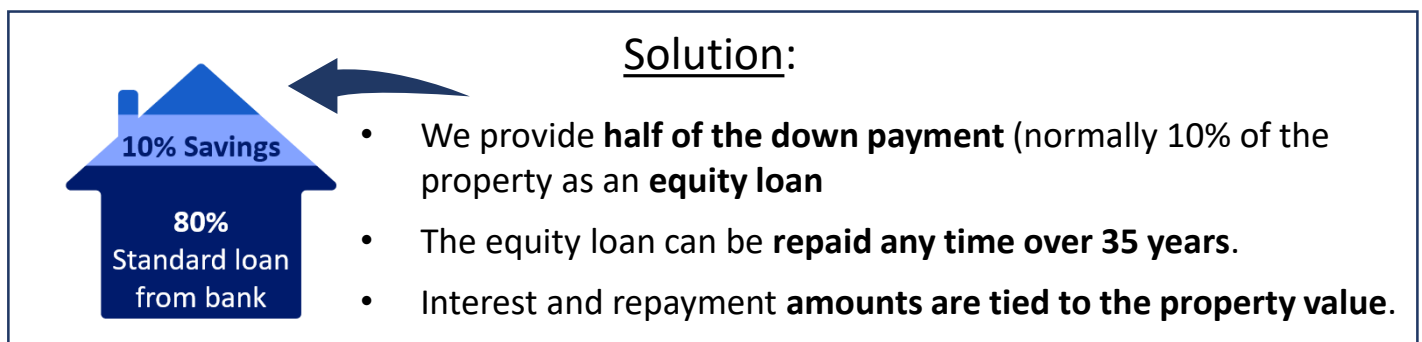 Solution:
10% Savings
80%
Standard loan
from bank
• We provide half of the down payment (normally 10% of the
property as an equity loan
• The equity loan can be repaid any time over 35 years.
• Interest and repayment amounts are tied to the property value.